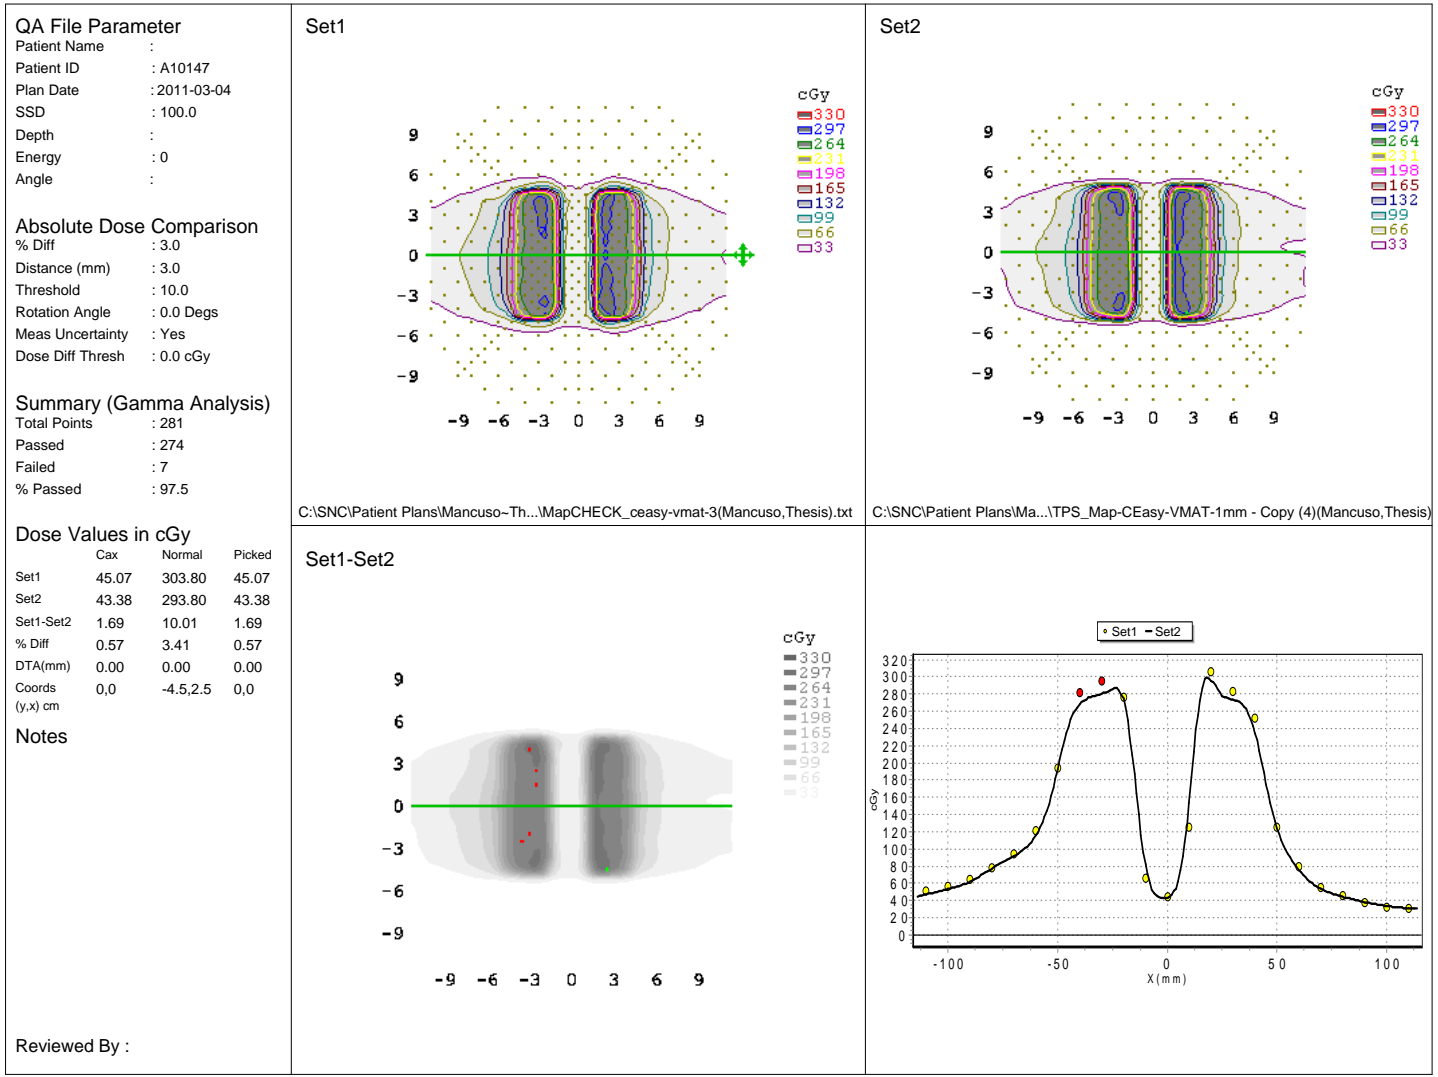 QA File Parameter
Patient Name :
Patient ID : A10147
Plan Date : 2011-03-04
SSD : 100.0
Depth :
Energy : 0
Angle :
Absolute Dose Comparison
% Diff : 3.0
Distance (mm) : 3.0
Threshold : 10.0
Rotation Angle : 0.0 Degs
Meas Uncertainty : Yes
Dose Diff Thresh : 0.0 cGy
Summary (Gamma Analysis)
Total Points : 281
Passed : 274
Failed : 7
% Passed : 97.5
Dose Values in cGy
Cax Normal Picked
Set1 45.07 303.80 45.07
Set2 43.38 293.80 43.38
Set1-Set2 1.69 10.01 1.69
% Diff 0.57 3.41 0.57
DTA(mm) 0.00 0.00 0.00
Coords 0,0 -4.5,2.5 0,0
(y,x) cm
Notes
Reviewed By :
Set1
cGy
330
297
264
231
198
165
132
99
66
33
9
6
3
0
-3
-6
-9
-9 -6 -3 0 3 6 9
C:\SNC\Patient Plans\Mancuso~Th...\MapCHECK_ceasy-vmat-3(Mancuso,Thesis).txt
Set2
cGy
330
297
264
231
198
165
132
99
66
33
9
6
3
0
-3
-6
-9
-9 -6 -3 0 3 6 9
C:\SNC\Patient Plans\Ma...\TPS_Map-CEasy-VMAT-1mm - Copy (4)(Mancuso,Thesis)
Set1-Set2
cGy
330
297
264
231
198
165
132
99
66
33
9
6
3
0
-3
-6
-9
-9 -6 -3 0 3 6 9
Set1 Set2
320
300
280
260
240
220
200
180
160
140
120
100
80
60
40
20
0
cGy
-100 -50 0 50 100
X(mm)